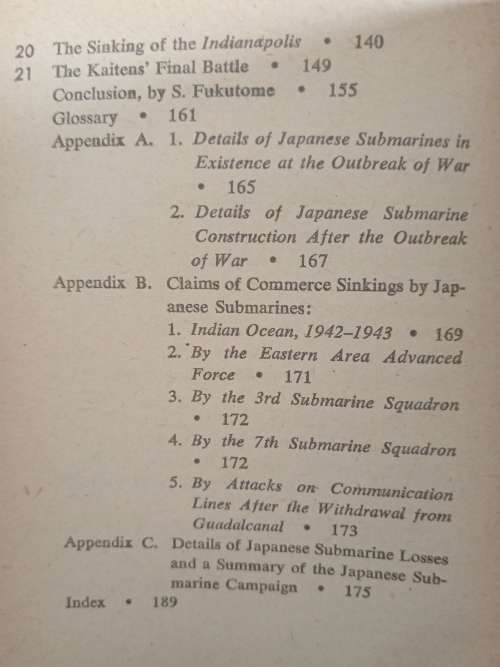 20 The Sinking of the Indianapolis • 140
21 The Kaitens' Final Battle • 149
Conclusion, by S. Fukutome • 155
Glossary • 161
Appendix A. 1. Details of Japanese Submarines in
Existence at the Outbreak of War
• 165
2. Details of Japanese Submarine
Construction After the Outbreak
of War • 167
Appendix B. Claims of Commerce Sinkings by Jap-
anese Submarines:
1. Indian Ocean, 1942–1943 • 169
2. By the Eastern Area Advanced
Force • 171
3. By the 3rd Submarine Squadron
• 172
4. By the 7th Submarine Squadron
• 172
5. By Attacks on Communication
Lines After the Withdrawal from
Guadalcanal • 173
Appendix C. Details of Japanese Submarine Losses
and a Summary of the Japanese Sub-
marine Campaign • 175
Index • 189